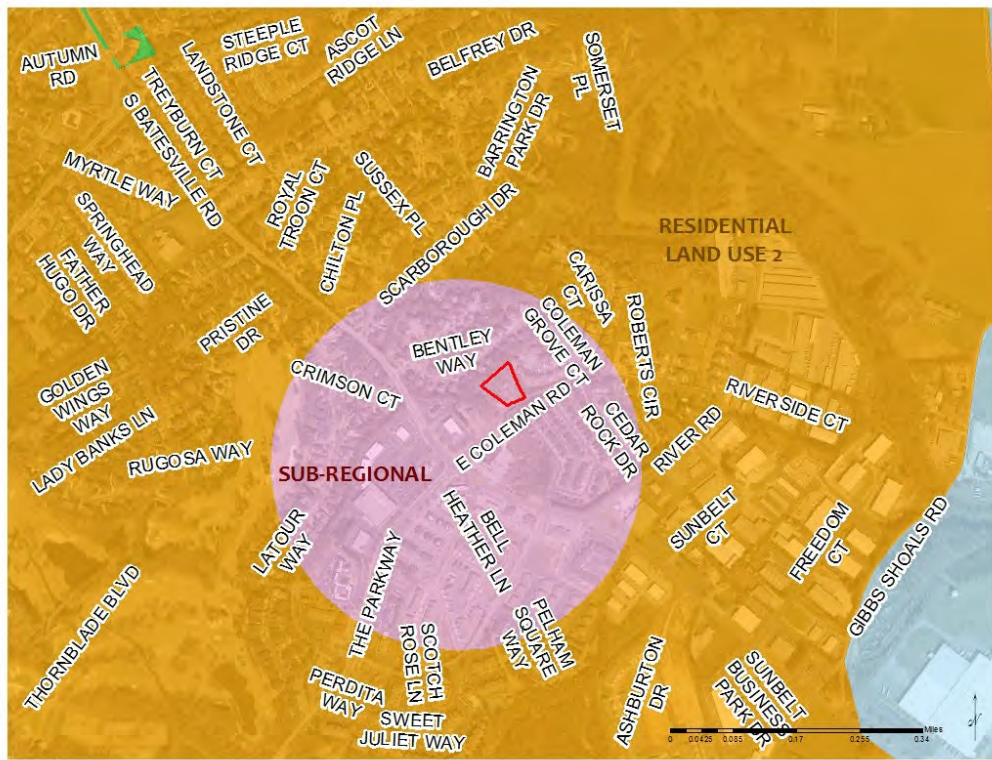 AUTUMN
RD
STEEPLE
RIDGE CT
ASCOT
RIDGE LN
BELFREY DR
SOMERSET
PL
LANDSTONE CT
TREYBURN CT
S BATESVILLE RD
BARRINGTON
PARK DR
MYRTLE WAY
ROYAL
TROON CT
SUSSEX PL
CHILTON PL
SCARBOROUGH DR
SPRINGHEAD
WAY
FATHER
HUGO DR
RESIDENTIAL
LAND USE 2
PRISTINE
DR
CARISSA
CT
COLEMAN
GROVE CT
ROBERTS CIR
BENTLEY
WAY
CRIMSON CT
GOLDEN
WINGS
WAY
LADY BANKS LN
RUGOSA WAY
E COLEMAN RD
CEDAR
ROCK DR
RIVER RD
RIVERSIDE CT
SUB-REGIONAL
LATOUR
WAY
BELL
HEATHER LN
SUNBELT
CT
FREEDOM
CT
GIBBS SHOALS RD
THE PARKWAY
THORNBLADE BLVD
SCOTCH
ROSE LN
PELHAM
SQUARE
WAY
PERDITA
WAY
SWEET
JULIET WAY
ASHBURTON
DR
SUNBELT
BUSINESS
PARK DR
N
Miles
0 0.0425 0.085 0.17 0.255 0.34